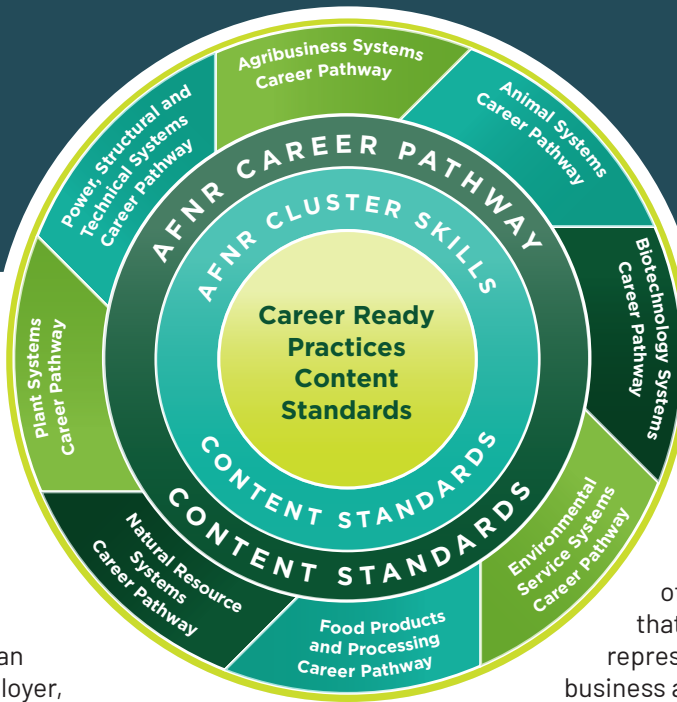 Agribusiness Systems
Career Pathway
Animal Systems
Career Pathway
Biotechnology Systems
Career Pathway
Environmental
Service Systems
Career Pathway
Food Products
and Processing
Career Pathway
Natural Resource
Systems
Career Pathway
Plant Systems
Career Pathway
Power, Structural and
Technical Systems
Career Pathway
AFNR CAREER PATHWAY
CONTENT STANDARDS
AFNR CLUSTER SKILLS
CONTENT STANDARDS
Career Ready
Practices
Content
Standards
an
loyer,
of
that
repres
business a